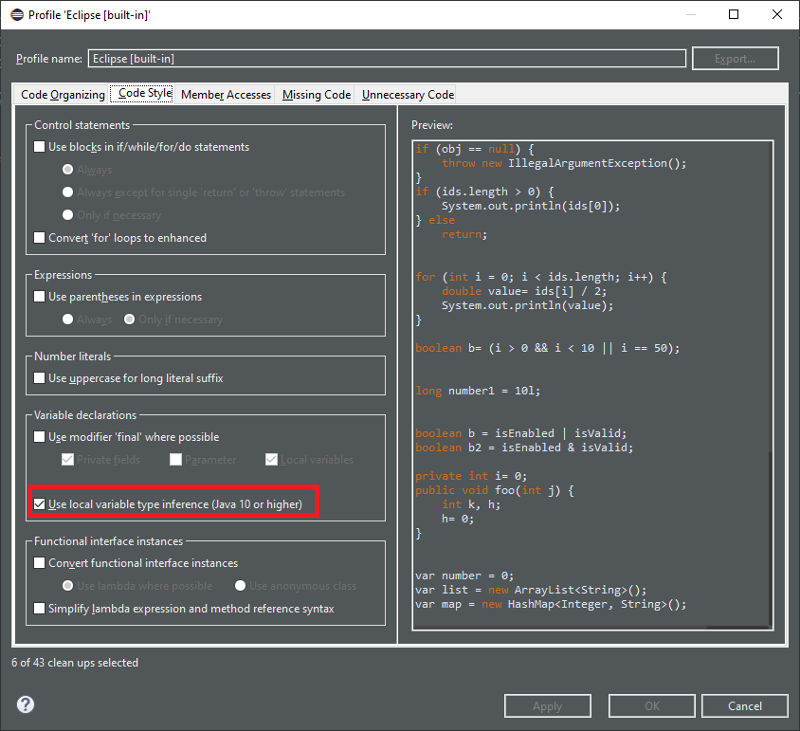 Profile 'Eclipse [built-in]'
Profile name: Eclipse [built-in] Export...
Code Organizing Code Style Member Accesses Missing Code Unnecessary Code
Control statements
Use blocks in if/while/for/do statements
Always
Always except for single 'return' or 'throw' statements
Only if necessary
Convert 'for' loops to enhanced
Expressions
Use parentheses in expressions
Always Only if necessary
Number literals
Use uppercase for long literal suffix
Variable declarations
Use modifier 'final' where possible
Private fields Parameter Local variables
Use local variable type inference (Java 10 or higher)
Functional interface instances
Convert functional interface instances
Use lambda where possible Use anonymous class
Simplify lambda expression and method reference syntax
Preview:
if (obj == null) {
throw new IllegalArgumentException();
}
if (ids.length > 0) {
System.out.println(ids[0]);
} else
return;
for (int i = 0; i < ids.length; i++) {
double value= ids[i] / 2;
System.out.println(value);
}
boolean b= (i > 0 && i < 10 || i == 50);
long number1 = 10l;
boolean b = isEnabled | isValid;
boolean b2 = isEnabled & isValid;
private int i= 0;
public void foo(int j) {
int k, h;
h= 0;
}
var number = 0;
var list = new ArrayList<String>();
var map = new HashMap<Integer, String>();
6 of 43 clean ups selected
? Apply OK Cancel